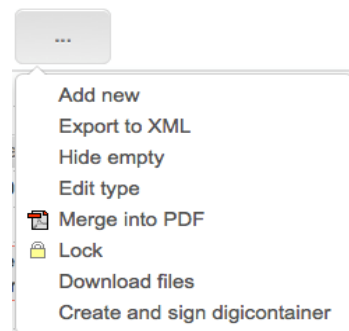 ...
Add new
Export to XML
Hide empty
Edit type
Merge into PDF
Lock
Download files
Create and sign digicontainer